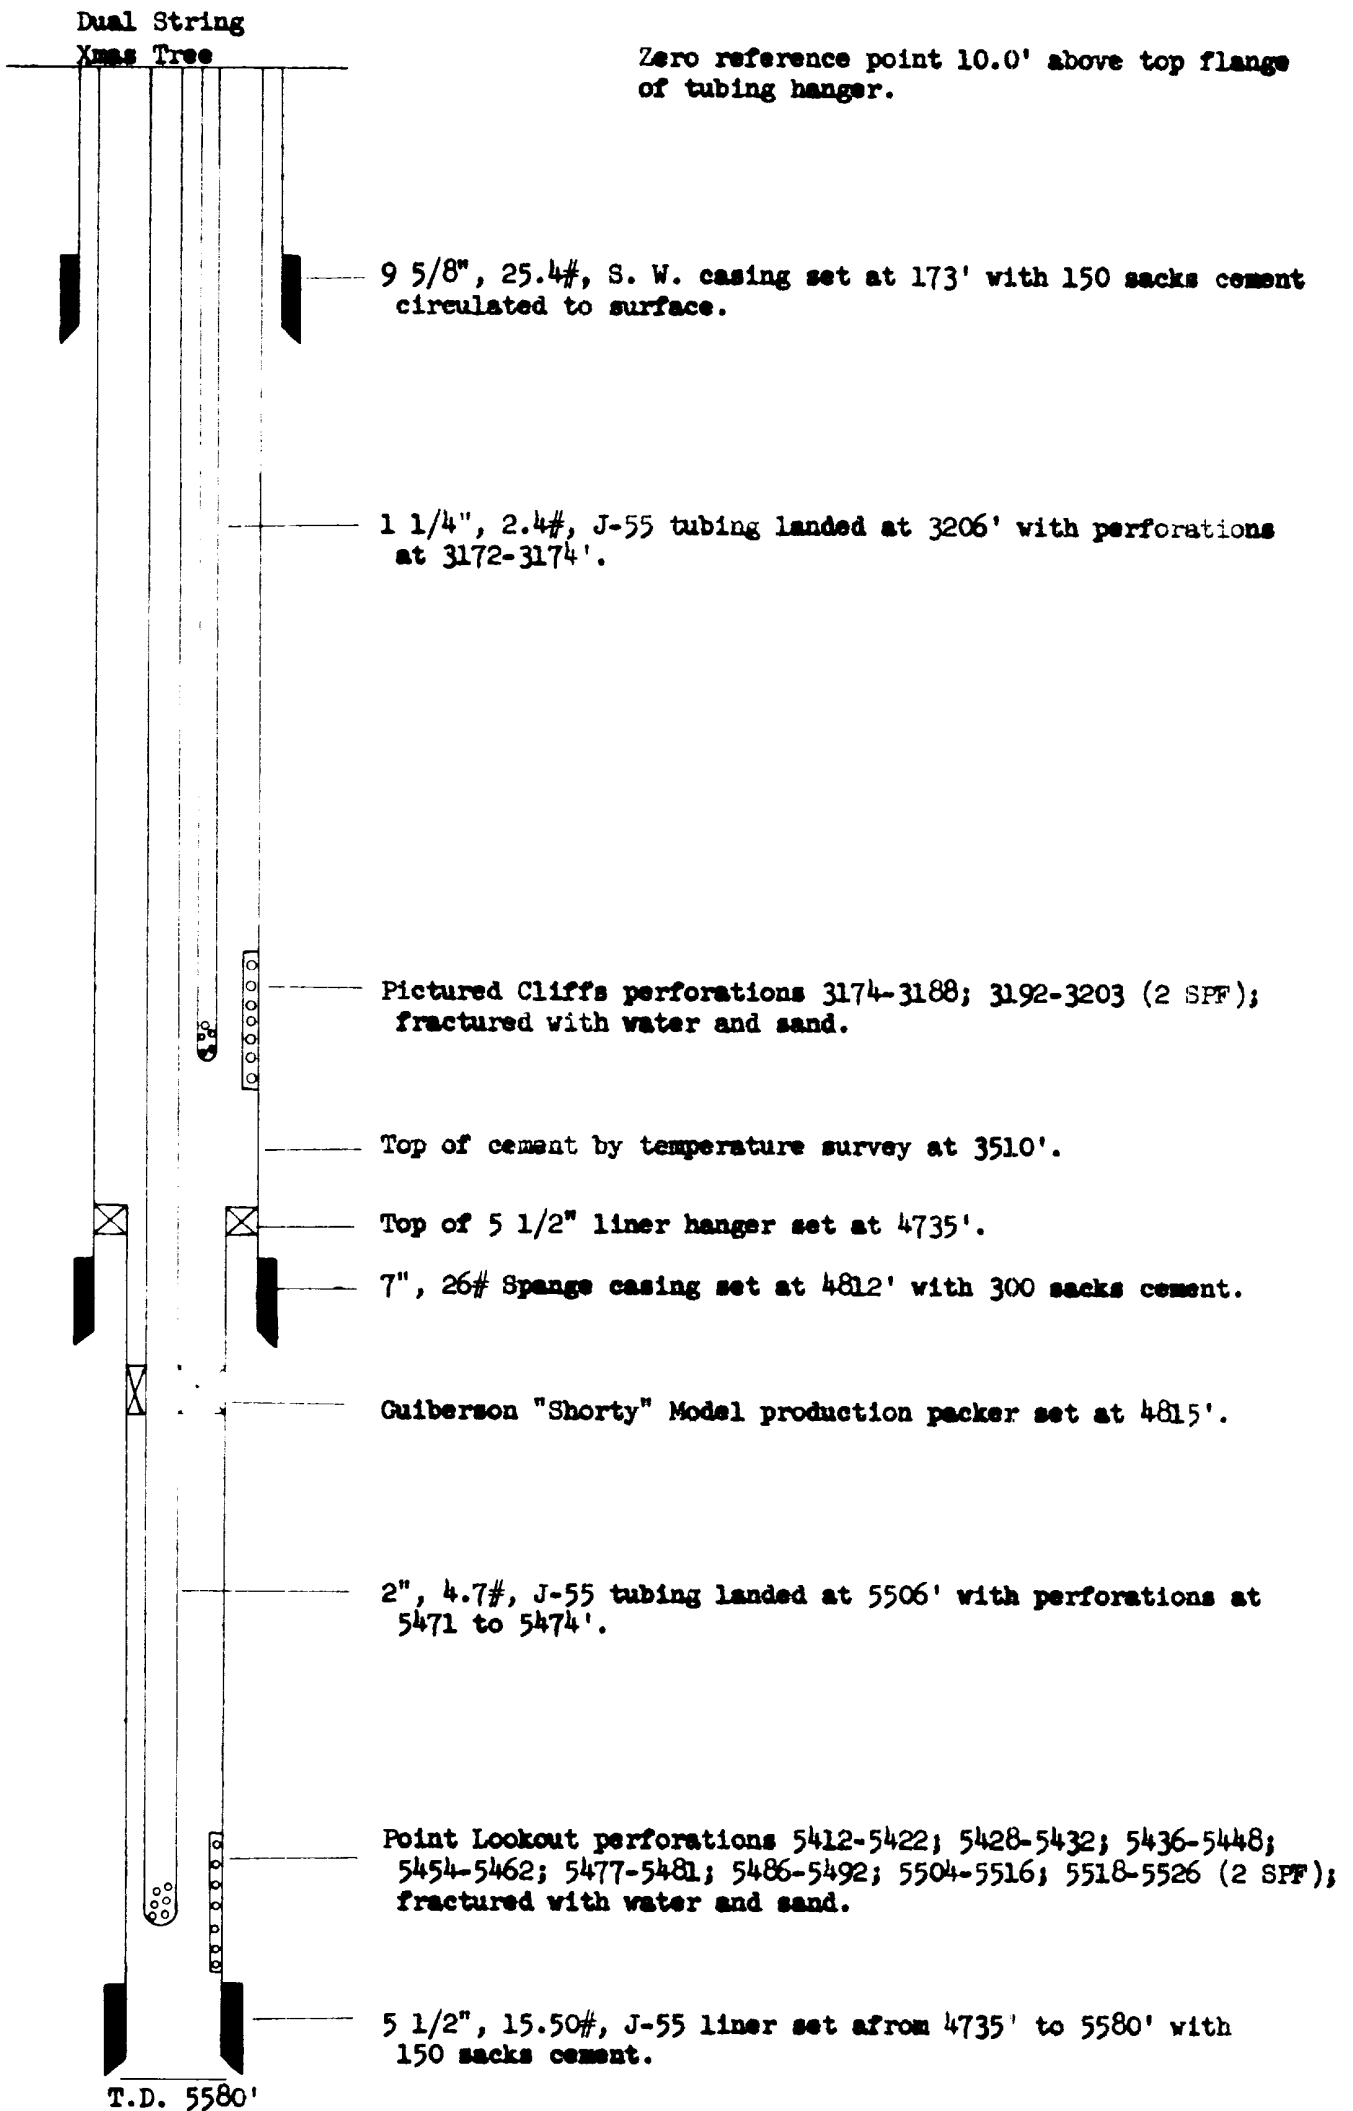 Dual String
Xmas Tree
Zero reference point 10.0' above top flange
of tubing hanger.
9 5/8", 25.4#, S. W. casing set at 173' with 150 sacks cement
circulated to surface.
1 1/4", 2.4#, J-55 tubing landed at 3206' with perforations
at 3172-3174'.
Pictured Cliffs perforations 3174-3188; 3192-3203 (2 SPF);
fractured with water and sand.
Top of cement by temperature survey at 3510'.
Top of 5 1/2" liner hanger set at 4735'.
7", 26# Spange casing set at 4812' with 300 sacks cement.
Guiberson "Shorty" Model production packer set at 4815'.
2", 4.7#, J-55 tubing landed at 5506' with perforations at
5471 to 5474'.
Point Lookout perforations 5412-5422; 5428-5432; 5436-5448;
5454-5462; 5477-5481; 5486-5492; 5504-5516; 5518-5526 (2 SPF);
fractured with water and sand.
5 1/2", 15.50#, J-55 liner set afrom 4735' to 5580' with
150 sacks cement.
T.D. 5580'